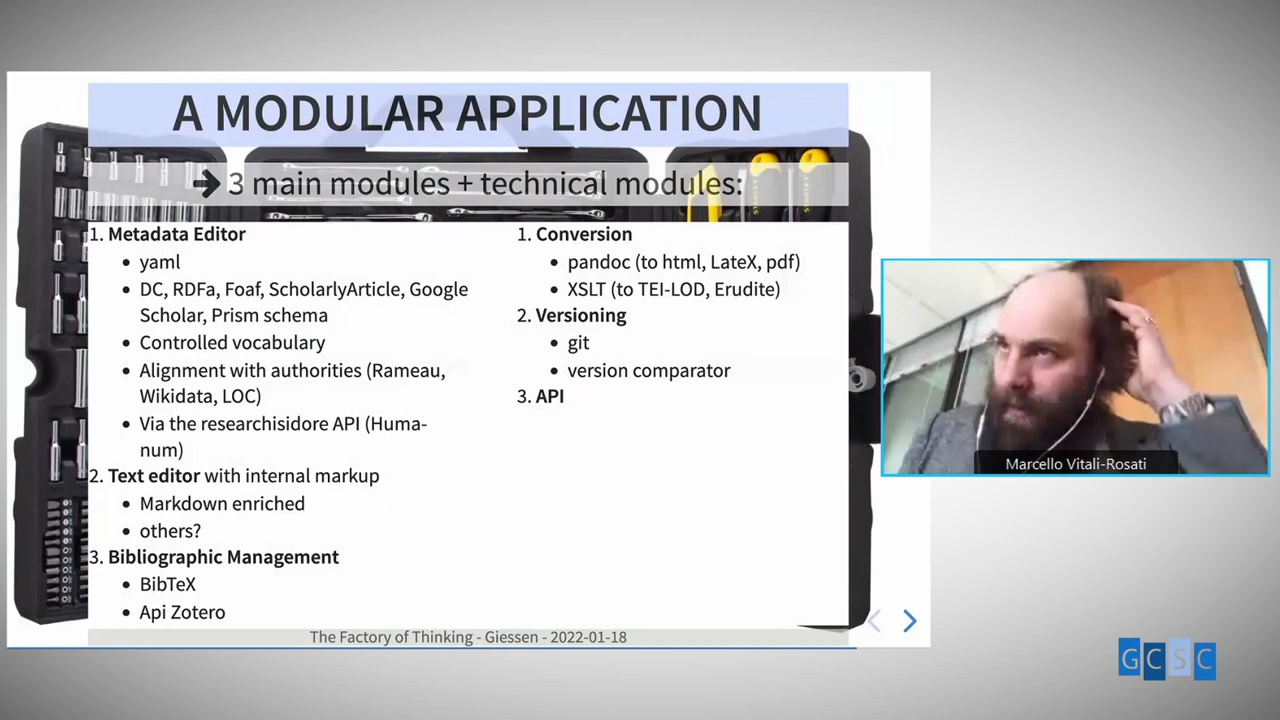 A MODULAR APPLICATION
➔ 3 main modules + technical modules:
1. Metadata Editor
• yaml
• DC, RDFa, Foaf, ScholarlyArticle, Google
Scholar, Prism schema
• Controlled vocabulary
• Alignment with authorities (Rameau,
Wikidata, LOC)
• Via the researchisidore API (Huma-
num)
2. Text editor with internal markup
• Markdown enriched
• others?
3. Bibliographic Management
• BibTeX
• Api Zotero
1. Conversion
• pandoc (to html, LateX, pdf)
• XSLT (to TEI-LOD, Erudite)
2. Versioning
• git
• version comparator
3. API
The Factory of Thinking - Giessen - 2022-01-18
STANLEY
STANLEY
Marcello Vitali-Rosati
GCSC